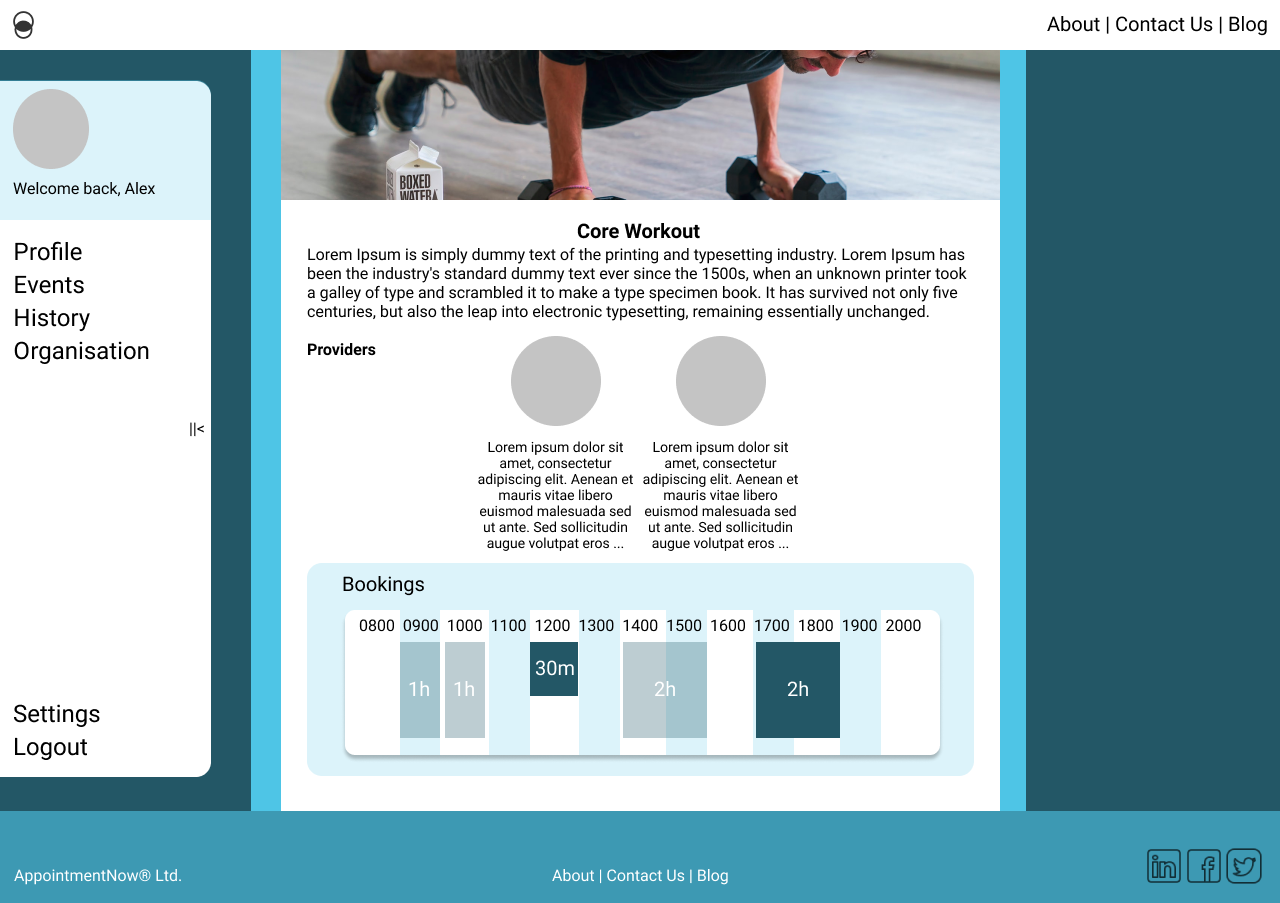 About | Contact Us | Blog
BOXED
WATER
Welcome back, Alex
Profile
Events
History
Organisation
||<
Settings
Logout
Core Workout
Lorem Ipsum is simply dummy text of the printing and typesetting industry. Lorem Ipsum has
been the industry's standard dummy text ever since the 1500s, when an unknown printer took
a galley of type and scrambled it to make a type specimen book. It has survived not only five
centuries, but also the leap into electronic typesetting, remaining essentially unchanged.
Providers
Lorem ipsum dolor sit
amet, consectetur
adipiscing elit. Aenean et
mauris vitae libero
euismod malesuada sed
ut ante. Sed sollicitudin
augue volutpat eros ...
Lorem ipsum dolor sit
amet, consectetur
adipiscing elit. Aenean et
mauris vitae libero
euismod malesuada sed
ut ante. Sed sollicitudin
augue volutpat eros ...
Bookings
0800 0900 1000 1100 1200 1300 1400 1500 1600 1700 1800 1900 2000
1h 1h 30m 2h 2h
AppointmentNow® Ltd.
About | Contact Us | Blog
in f